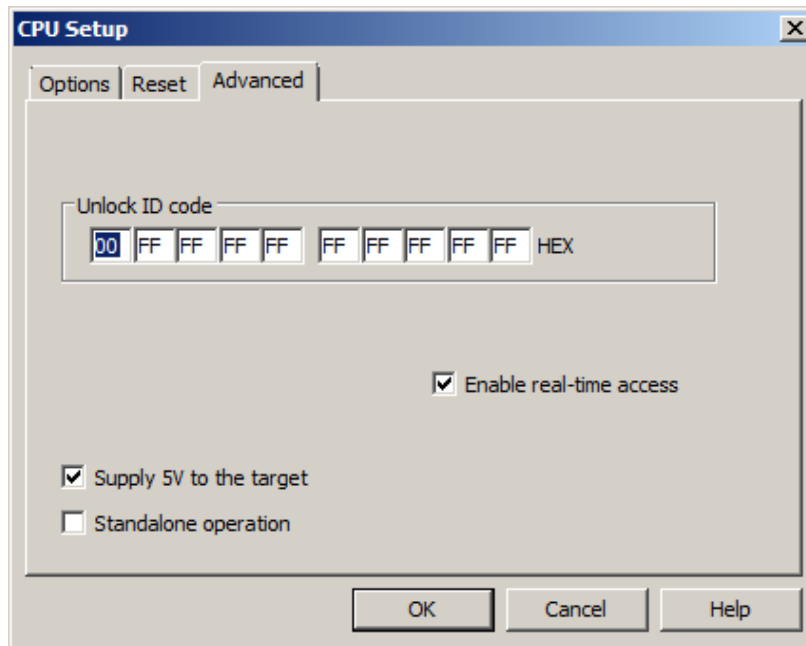 CPU Setup
Options Reset Advanced
Unlock ID code
00 FF FF FF FF FF FF FF FF FF HEX
Enable real-time access
Supply 5V to the target
Standalone operation
OK Cancel Help